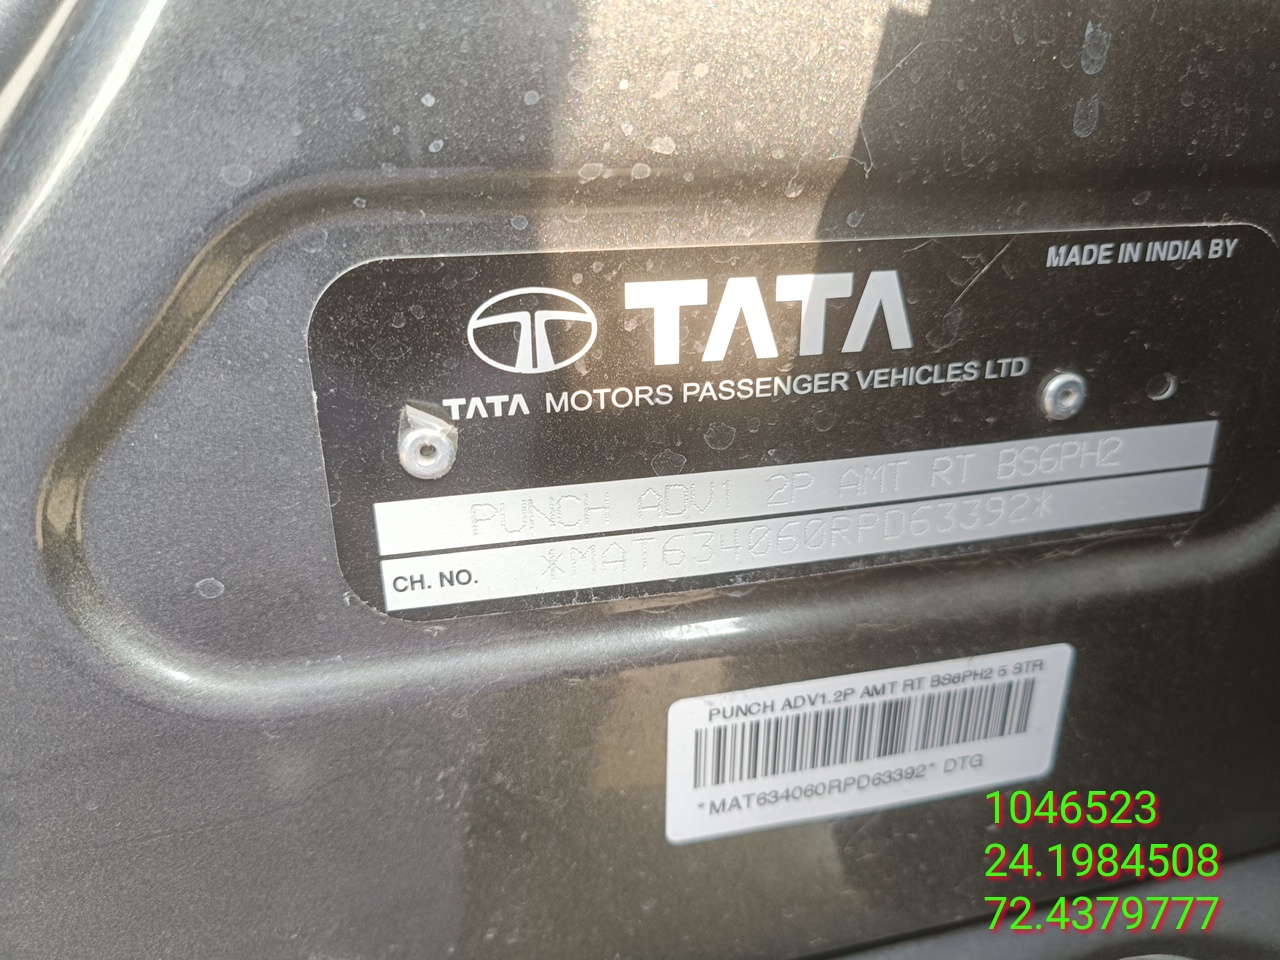 MADE IN INDIA BY
TATA
TATA MOTORS PASSENGER VEHICLES LTD
PUNCH ADV1 2P AMT RT BS6PH2
CH. NO. *MAT634060RPD63392*
PUNCH ADV1.2P AMT RT BS6PH2 5 STR
*MAT634060RPD63392* DTG
1046523
24.1984508
72.4379777